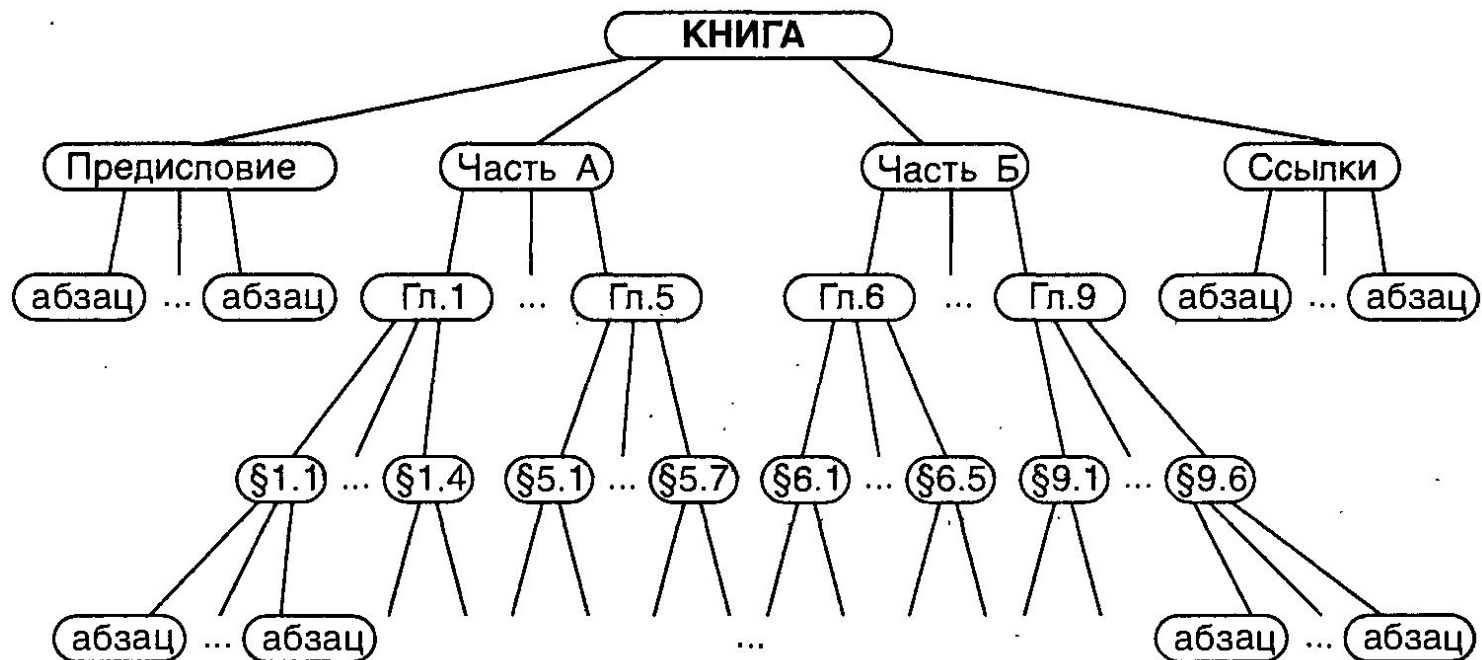 КНИГА
Предисловие Часть А Часть Б Ссылки
абзац ... абзац Гл.1 ... Гл.5 Гл.6 ... Гл.9 абзац ... абзац
§1.1 ... §1.4 §5.1 ... §5.7 §6.1 ... §6.5 §9.1 ... §9.6
абзац ... абзац ... абзац ... абзац